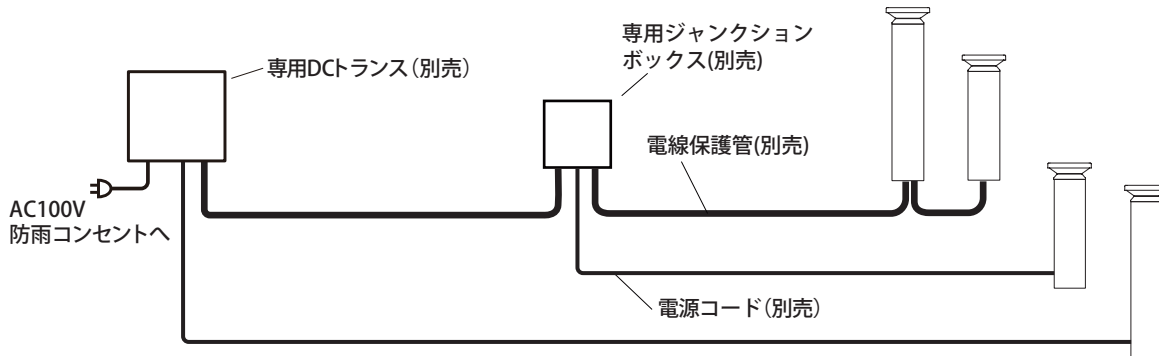 専用ジャンクション
ボックス(別売)
専用DCトランス（別売）
電線保護管(別売)
AC100V
防雨コンセントへ
電源コード（別売）